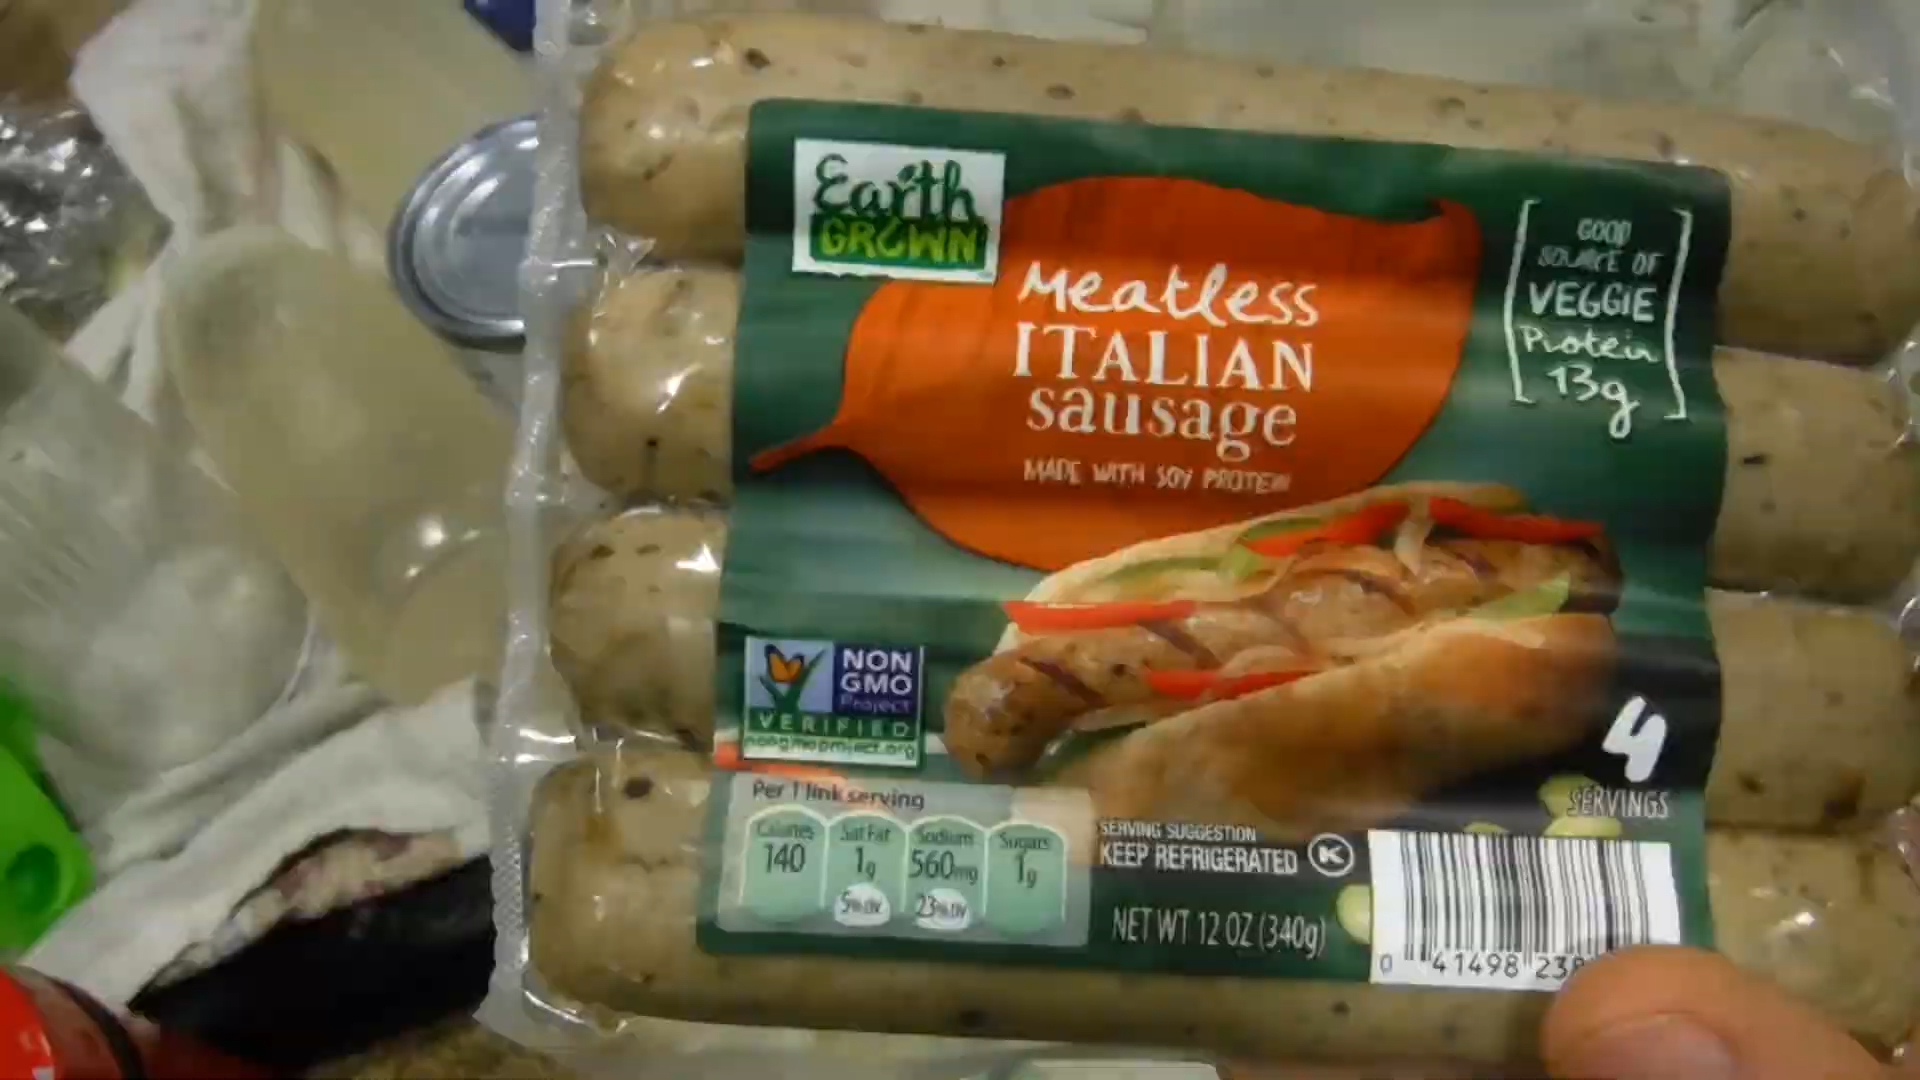 Earth
GROWN
Meatless
ITALIAN
sausage
MADE WITH SOY PROTEIN
GOOD
SOURCE OF
VEGGIE
Protein
13g
NON
GMO
Project
VERIFIED
nongmoproject.org
4
SERVINGS
Per 1 link serving
Calories
140
Sat Fat
1g
5% DV
Sodium
560mg
23% DV
Sugars
1g
SERVING SUGGESTION
KEEP REFRIGERATED K
NET WT 12 OZ (340g)
0 41498 23